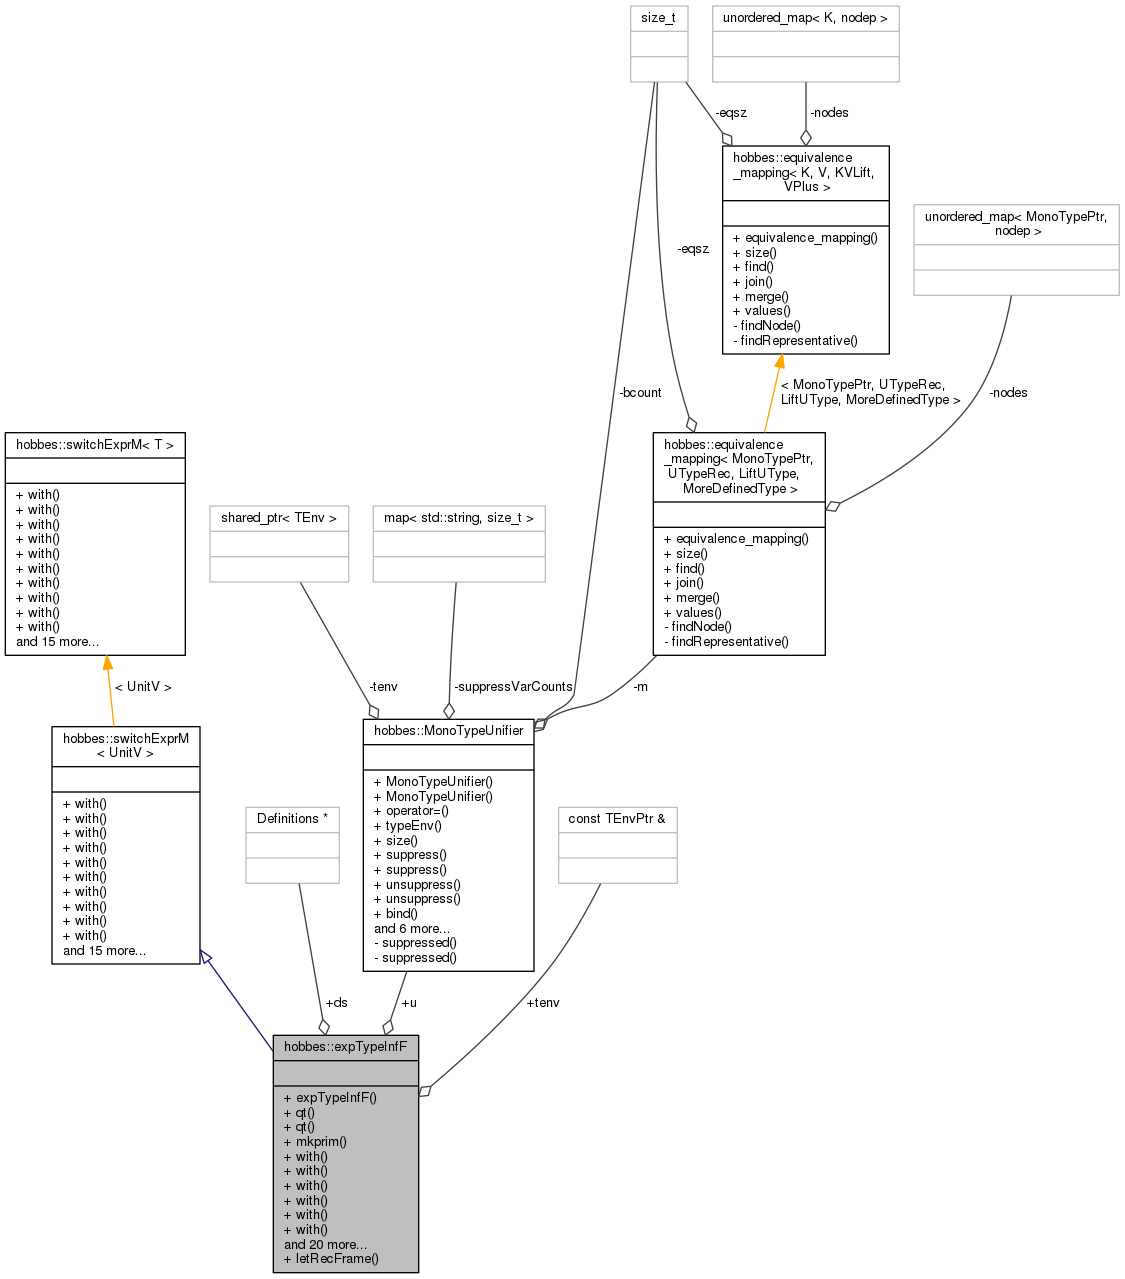 size_t
unordered_map< K, nodep >
-eqsz
-nodes
hobbes::equivalence
_mapping< K, V, KVLift,
VPlus >
+ equivalence_mapping()
+ size()
+ find()
+ join()
+ merge()
+ values()
- findNode()
- findRepresentative()
unordered_map< MonoTypePtr,
nodep >
-eqsz
-bcount
< MonoTypePtr, UTypeRec,
LiftUType, MoreDefinedType >
-nodes
hobbes::equivalence
_mapping< MonoTypePtr,
UTypeRec, LiftUType,
MoreDefinedType >
+ equivalence_mapping()
+ size()
+ find()
+ join()
+ merge()
+ values()
- findNode()
- findRepresentative()
hobbes::switchExprM< T >
+ with()
+ with()
+ with()
+ with()
+ with()
+ with()
+ with()
+ with()
+ with()
+ with()
and 15 more...
shared_ptr< TEnv >
map< std::string, size_t >
< UnitV >
-tenv
-suppressVarCounts
-m
hobbes::switchExprM
< UnitV >
+ with()
+ with()
+ with()
+ with()
+ with()
+ with()
+ with()
+ with()
+ with()
+ with()
and 15 more...
hobbes::MonoTypeUnifier
+ MonoTypeUnifier()
+ MonoTypeUnifier()
+ operator=()
+ typeEnv()
+ size()
+ suppress()
+ suppress()
+ unsuppress()
+ unsuppress()
+ bind()
and 6 more...
- suppressed()
- suppressed()
Definitions *
const TEnvPtr &
+ds
+u
+tenv
hobbes::expTypeInfF
+ expTypeInfF()
+ qt()
+ qt()
+ mkprim()
+ with()
+ with()
+ with()
+ with()
+ with()
+ with()
and 20 more...
+ letRecFrame()